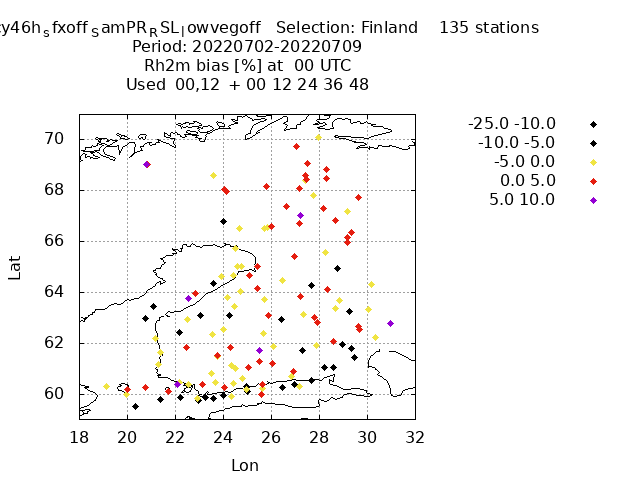 y46h_sfxoff_SamPR_RSL_lowvegoff Selection: Finland 135 stations
Period: 20220702-20220709
Rh2m bias [%] at 00 UTC
Used 00,12 + 00 12 24 36 48
-25.0 -10.0
-10.0 -5.0
-5.0 0.0
0.0 5.0
5.0 10.0
70
68
66
64
62
60
Lat
18 20 22 24 26 28 30 32
Lon